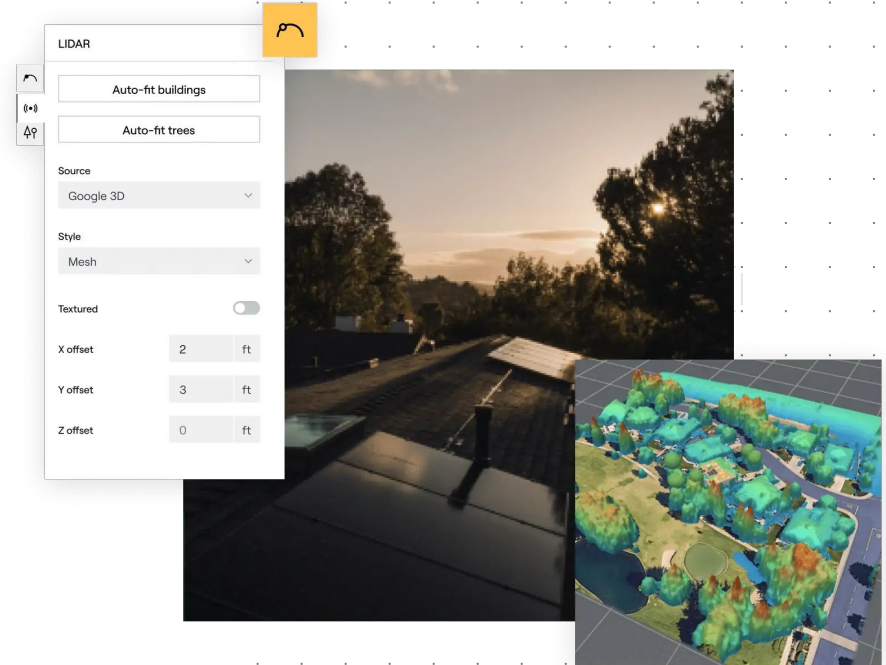 LIDAR
Auto-fit buildings
Auto-fit trees
Source
Google 3D
Style
Mesh
Textured
X offset 2 ft
Y offset 3 ft
Z offset 0 ft